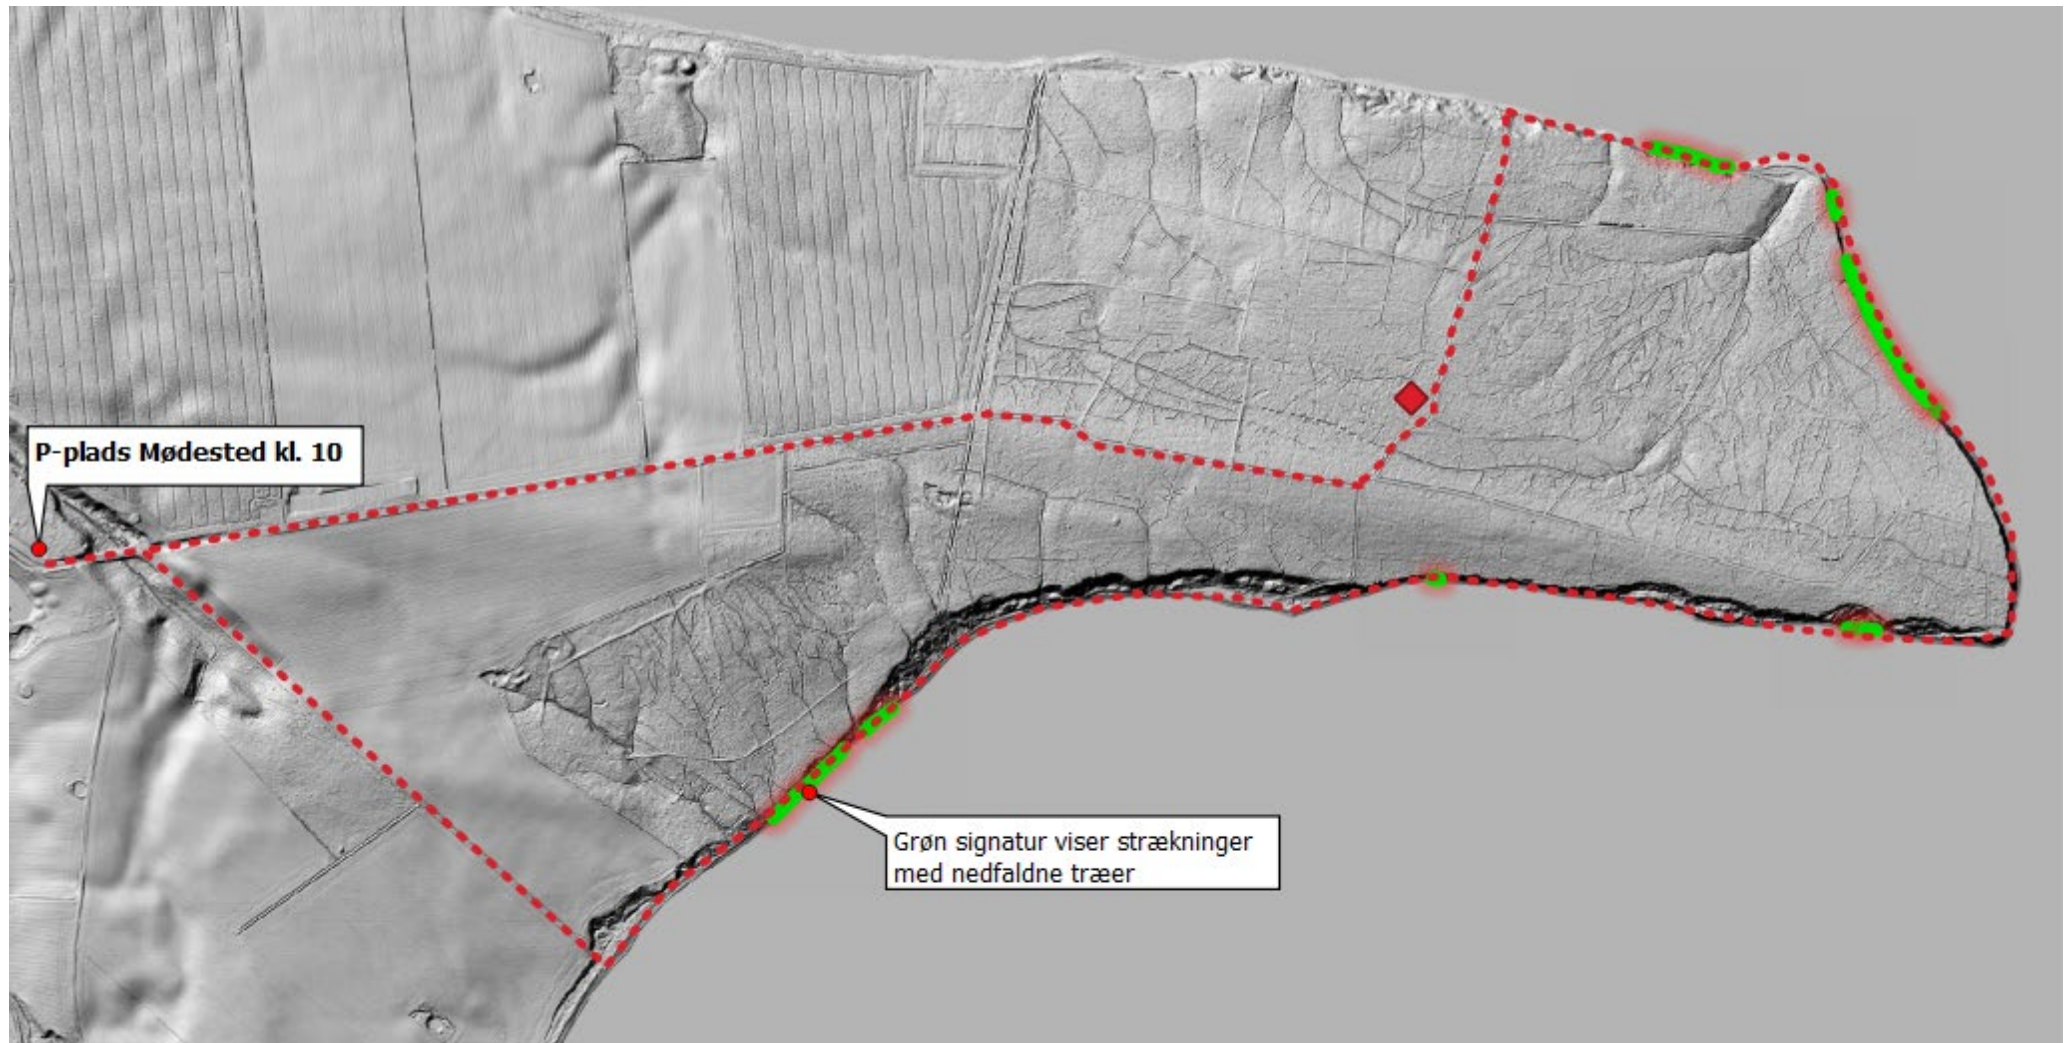 P-plads Mødested kl. 10
Grøn signatur viser strækninger
med nedfaldne træer